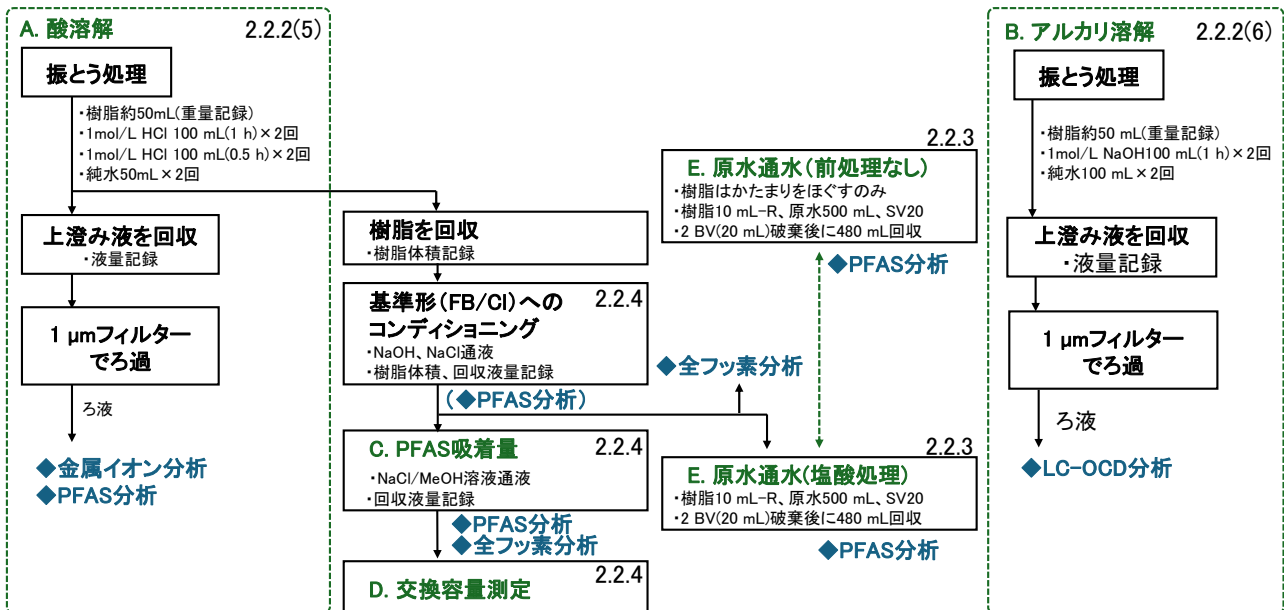 A. 酸溶解
2.2.2(5)
振とう処理
・樹脂約50mL(重量記録)
・1mol/L HCl 100 mL(1 h)×2回
・1mol/L HCl 100 mL(0.5 h)×2回
・純水50mL×2回
上澄み液を回収
・液量記録
1 µmフィルター
でろ過
ろ液
◆金属イオン分析
◆PFAS分析
樹脂を回収
・樹脂体積記録
基準形(FB/Cl)への
コンディショニング
2.2.4
・NaOH、NaCl通液
・樹脂体積、回収液量記録
(◆PFAS分析)
◆全フッ素分析
C. PFAS吸着量
2.2.4
・NaCl/MeOH溶液通液
・回収液量記録
◆PFAS分析
◆全フッ素分析
D. 交換容量測定
2.2.4
2.2.3
E. 原水通水(前処理なし)
・樹脂はかたまりをほぐすのみ
・樹脂10 mL-R、原水500 mL、SV20
・2 BV(20 mL)破棄後に480 mL回収
◆PFAS分析
2.2.3
E. 原水通水(塩酸処理)
・樹脂10 mL-R、原水500 mL、SV20
・2 BV(20 mL)破棄後に480 mL回収
◆PFAS分析
B. アルカリ溶解
2.2.2(6)
振とう処理
・樹脂約50 mL(重量記録)
・1mol/L NaOH100 mL(1 h)×2回
・純水100 mL×2回
上澄み液を回収
・液量記録
1 µmフィルター
でろ過
ろ液
◆LC-OCD分析